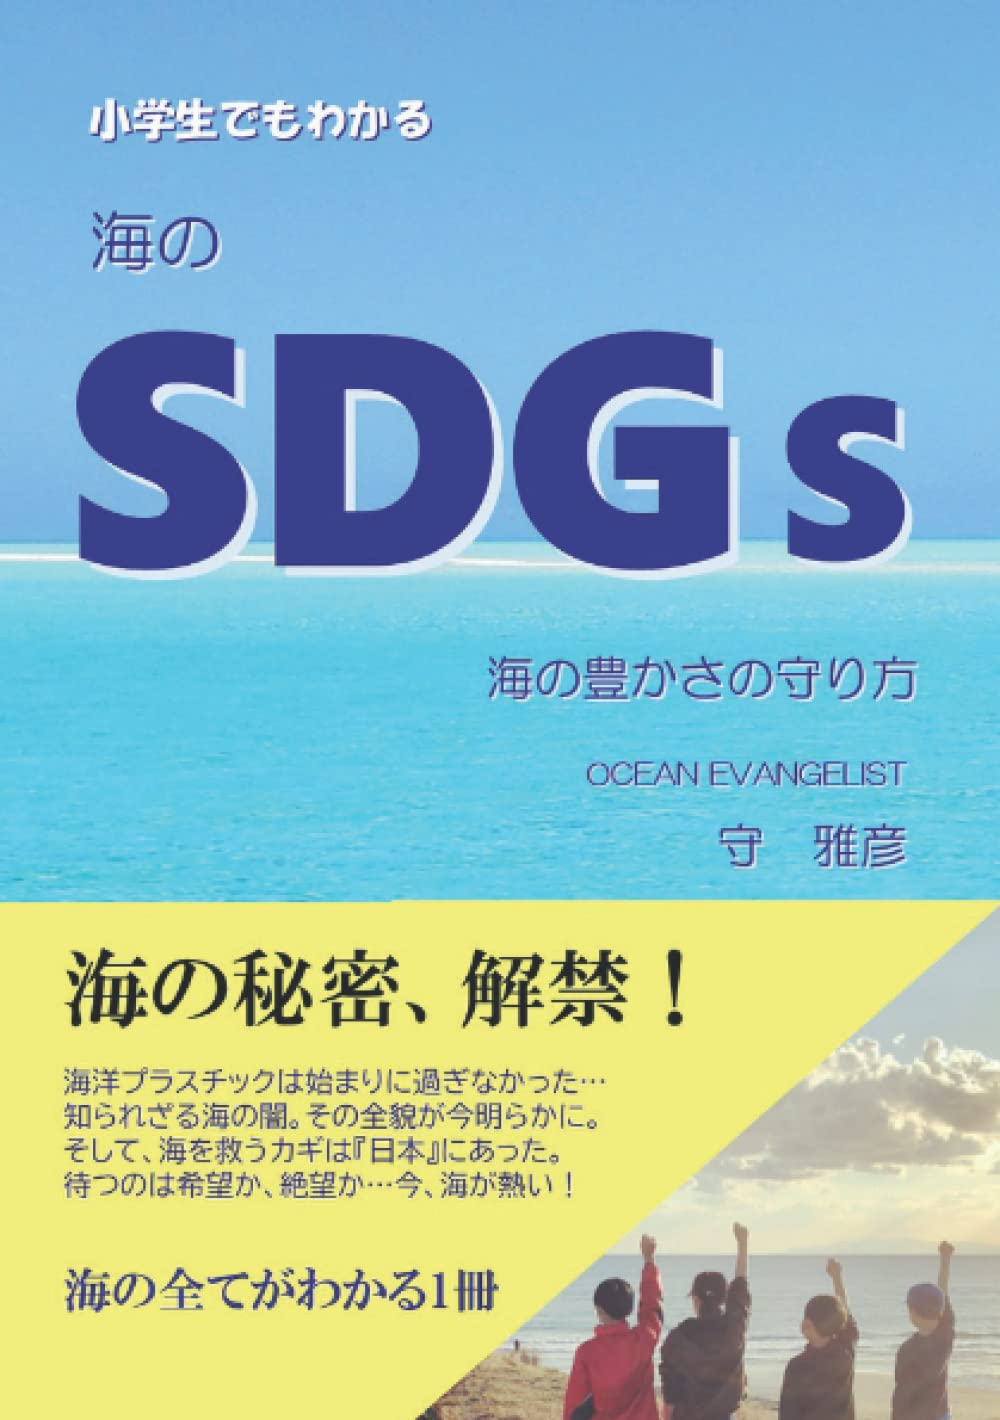 小学生でもわかる
海の
SDGs
海の豊かさの守り方
OCEAN EVANGELIST
守 雅彦
海の秘密、解禁！
海洋プラスチックは始まりに過ぎなかった…
知られざる海の闇。その全貌が今明らかに。
そして、海を救うカギは『日本』にあった。
待つのは希望か、絶望か…今、海が熱い！
海の全てがわかる1冊